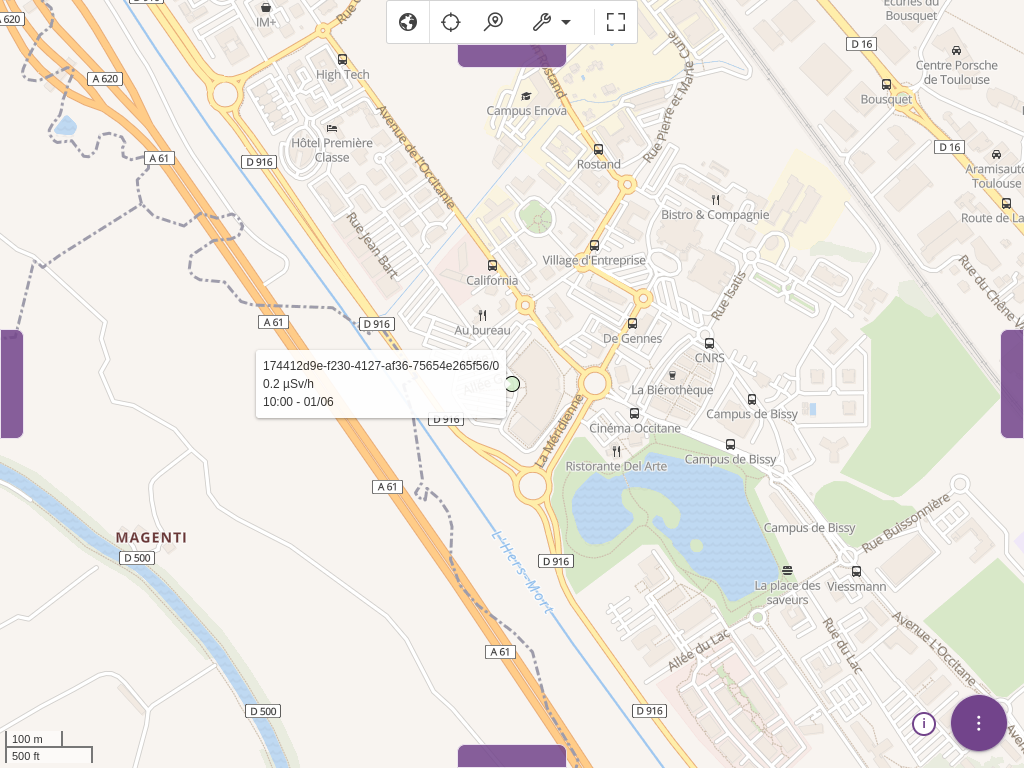 A 620
IM+
Écuries du
Bousquet
D 16
Centre Porsche
de Toulouse
A 620
High Tech
Rue Pierre et Marie Curie
Bousquet
Campus Enova
Avenue de l'Occitanie
Hôtel Première
Classe
D 16
A 61
D 916
Rostand
Aramisauto
Toulouse
Bistro & Compagnie
Route de La
Rue Jean Bart
Village d'Entreprise
California
Rue Isatis
Rue du Chêne V
A 61
D 916
Au bureau
De Gennes
CNRS
174412d9e-f230-4127-af36-75654e265f56/0
0.2 µSv/h
10:00 - 01/06
La Biérothèque
Campus de Bissy
D 916
La Méridienne
Cinéma Occitane
Campus de Bissy
Ristorante Del Arte
A 61
Rue Buissonnière
Campus de Bissy
MAGENTI
D 500
L'Hers-Mort
D 916
La place des
saveurs
Viessmann
A 61
Allée du Lac
Rue du Lac
Avenue L'Occitane
D 500
D 916
i
100 m
500 ft